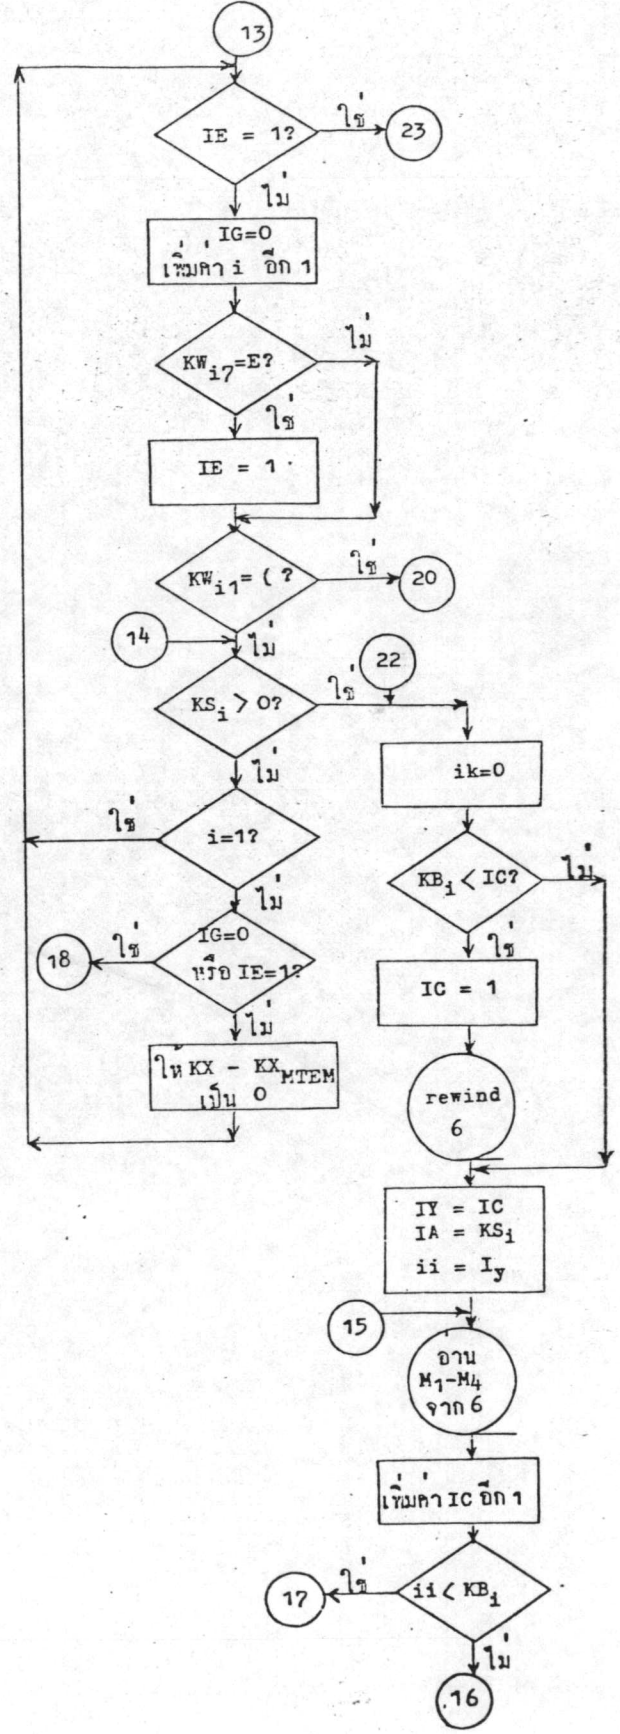 13
IE = 1?
ใช่
23
ไม่
IG=0
เพิ่มค่า i อีก 1
KWi7=E?
ไม่
ใช่
IE = 1
KWi1= ( ?
ใช่
20
14
ไม่
22
KSi > 0?
ใช่
ไม่
ik=0
i=1?
ใช่
ไม่
KBi < IC?
ไม่
ใช่
IG=0
หรือ IE=1?
ใช่
18
ไม่
IC = 1
ให้ KX - KXMTEM
เป็น 0
rewind
6
IY = IC
IA = KSi
ii = Iy
15
อ่าน
M1-M4
จาก 6
เพิ่มค่า IC อีก 1
ii < KBi
ใช่
17
ไม่
16